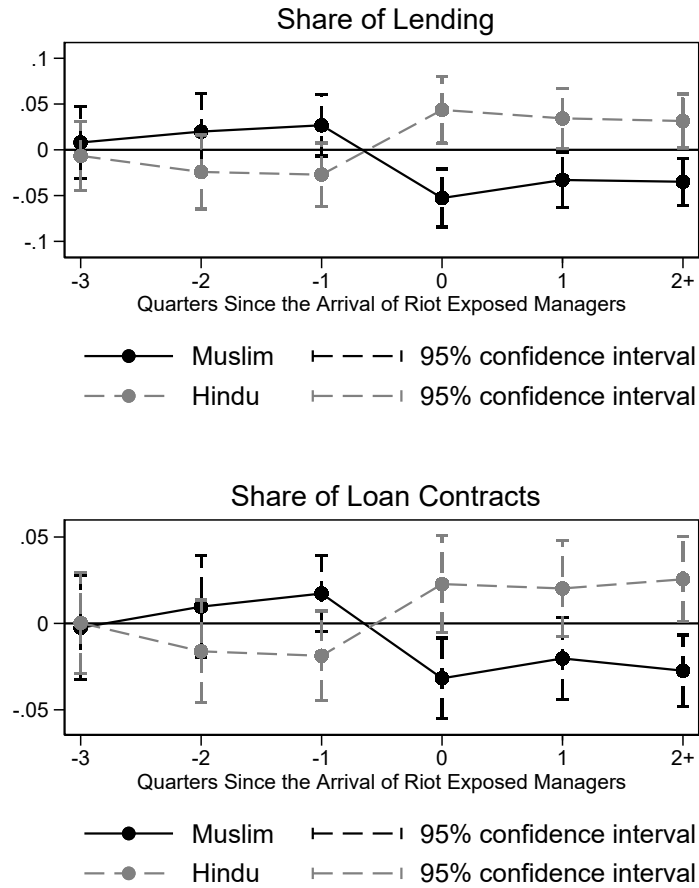 Share of Lending
.1
.05
0
-.05
-.1
-3 -2 -1 0 1 2+
Quarters Since the Arrival of Riot Exposed Managers
Muslim 95% confidence interval
Hindu 95% confidence interval
Share of Loan Contracts
.05
0
-.05
-3 -2 -1 0 1 2+
Quarters Since the Arrival of Riot Exposed Managers
Muslim 95% confidence interval
Hindu 95% confidence interval